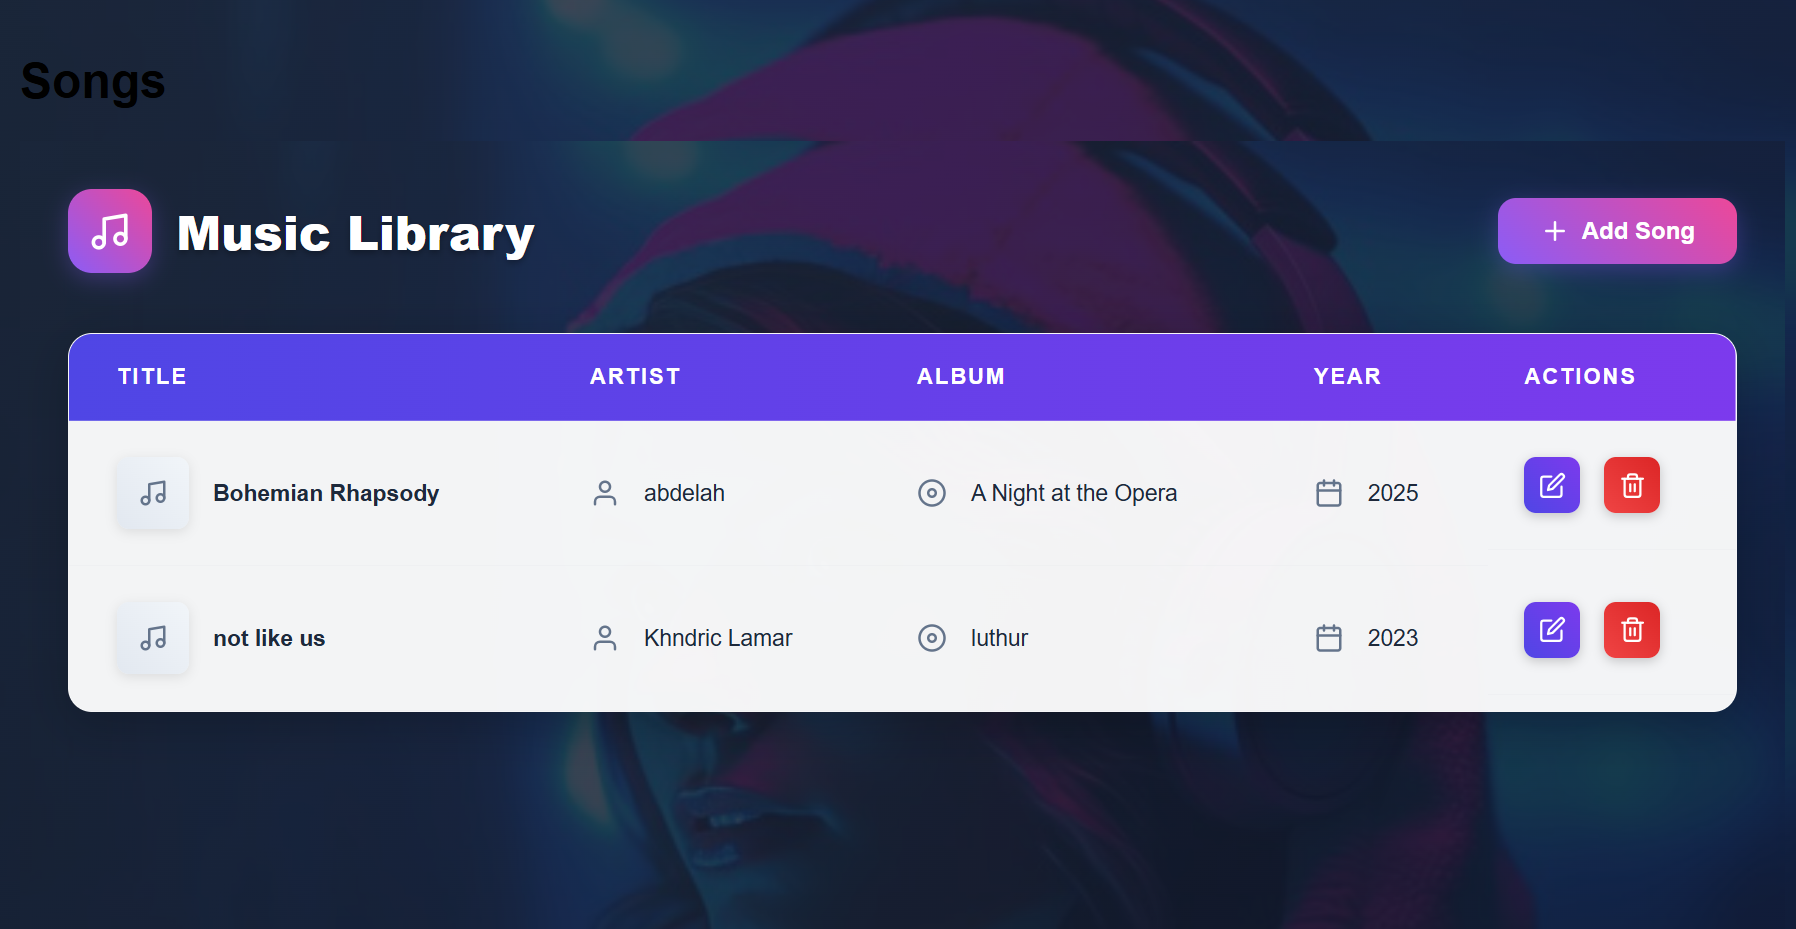 Songs
Music Library
Add Song
TITLE ARTIST ALBUM YEAR ACTIONS
Bohemian Rhapsody abdelah A Night at the Opera 2025
not like us Khndric Lamar luthur 2023